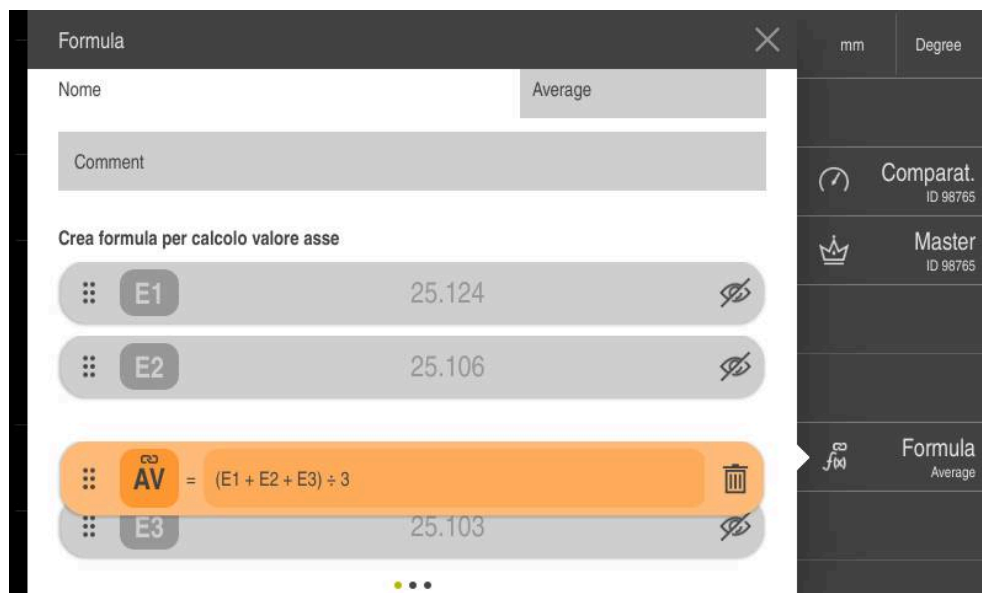 Formula
mm
Degree
Nome
Average
Comment
Comparat.
ID 98765
Crea formula per calcolo valore asse
Master
ID 98765
E1
25.124
E2
25.106
AV = (E1 + E2 + E3) ÷ 3
f(x)
Formula
Average
E3
25.103